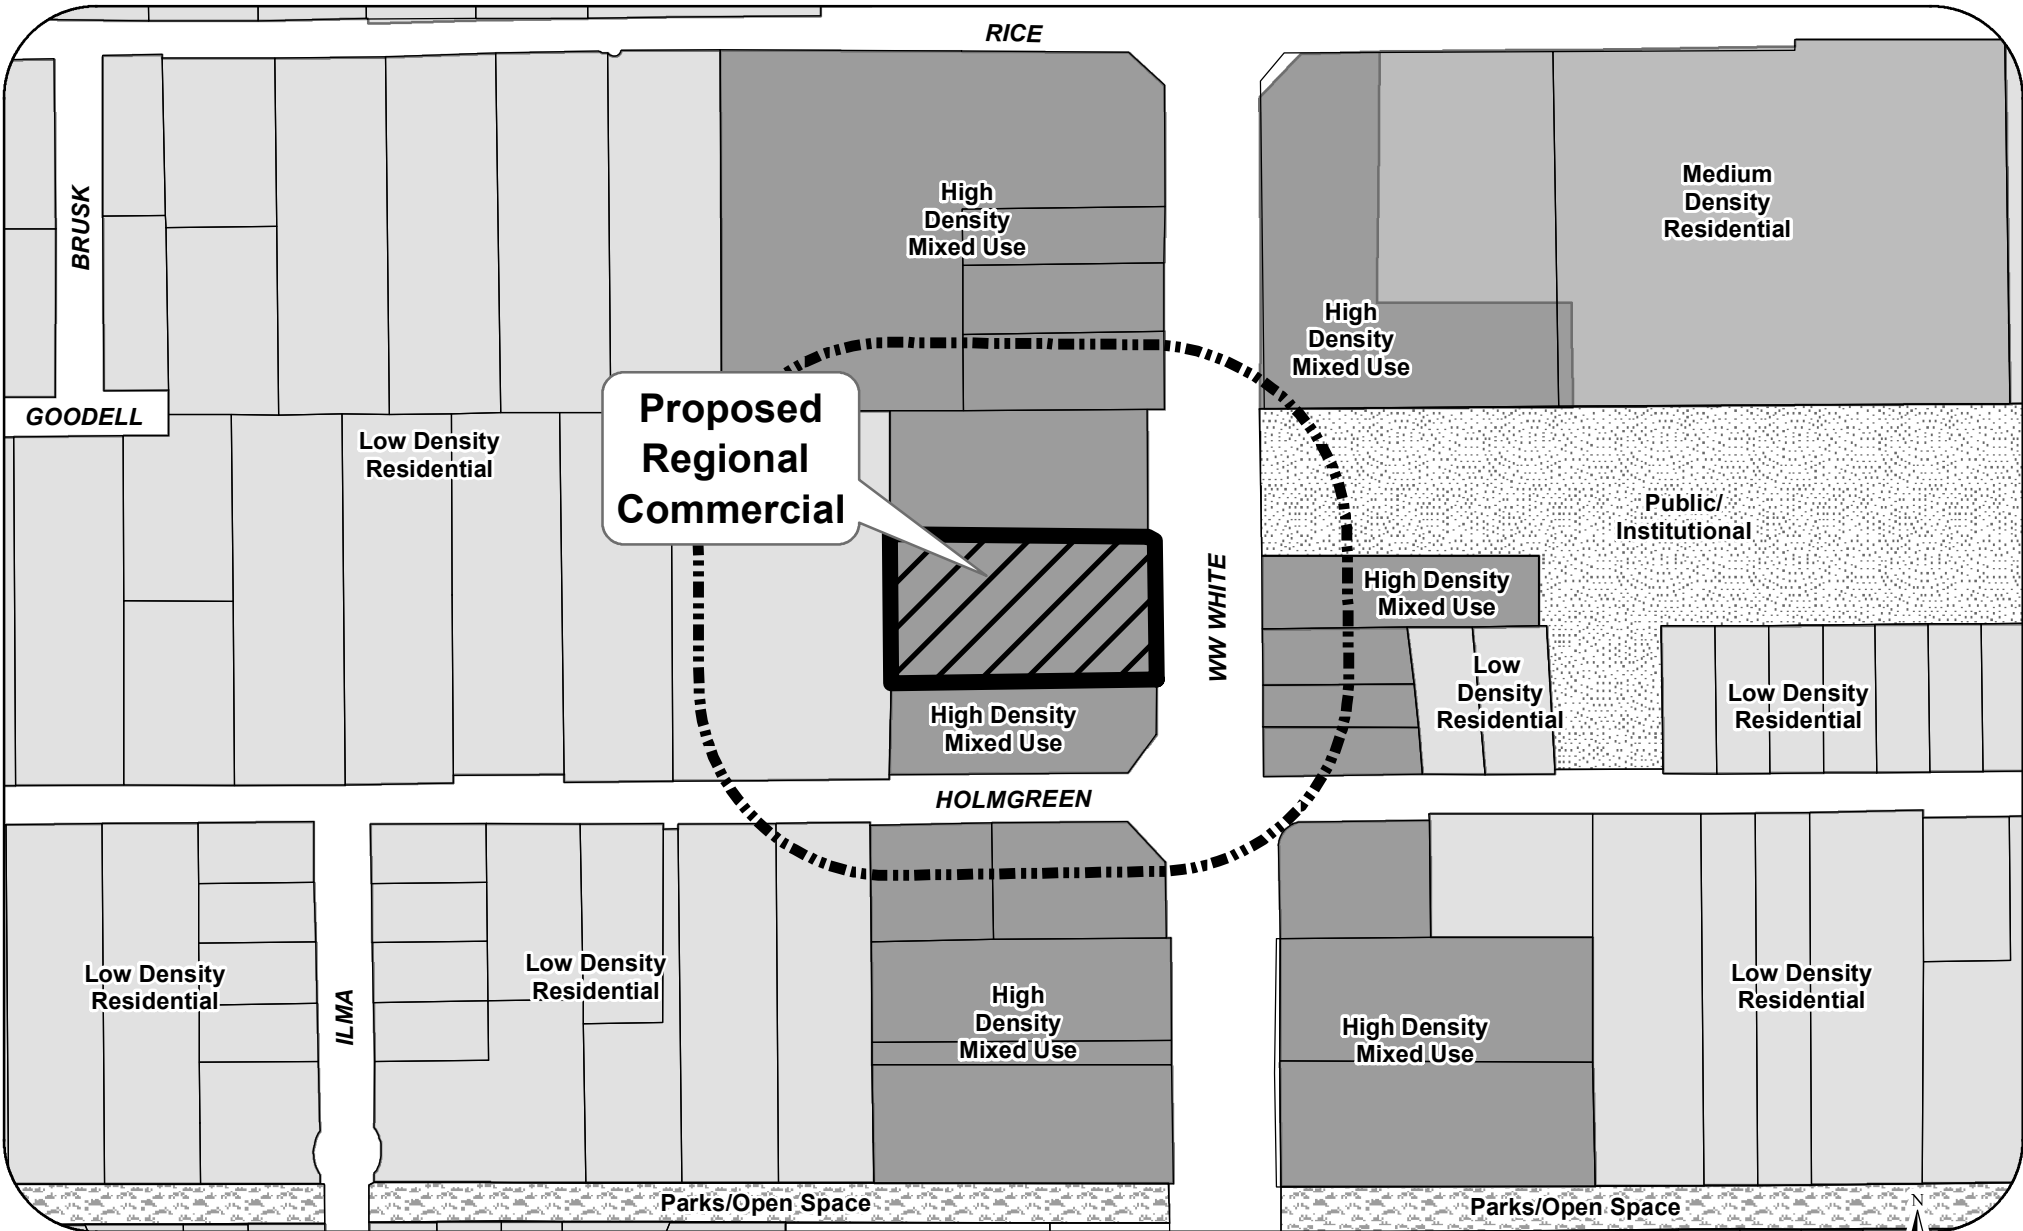 RICE
BRUSK
High
Density
Mixed Use
Medium
Density
Residential
High
Density
Mixed Use
GOODELL
Low Density
Residential
Proposed
Regional
Commercial
Public/
Institutional
WW WHITE
High Density
Mixed Use
Low
Density
Residential
Low Density
Residential
High Density
Mixed Use
HOLMGREEN
Low Density
Residential
ILMA
Low Density
Residential
High
Density
Mixed Use
High Density
Mixed Use
Low Density
Residential
Parks/Open Space
Parks/Open Space
N